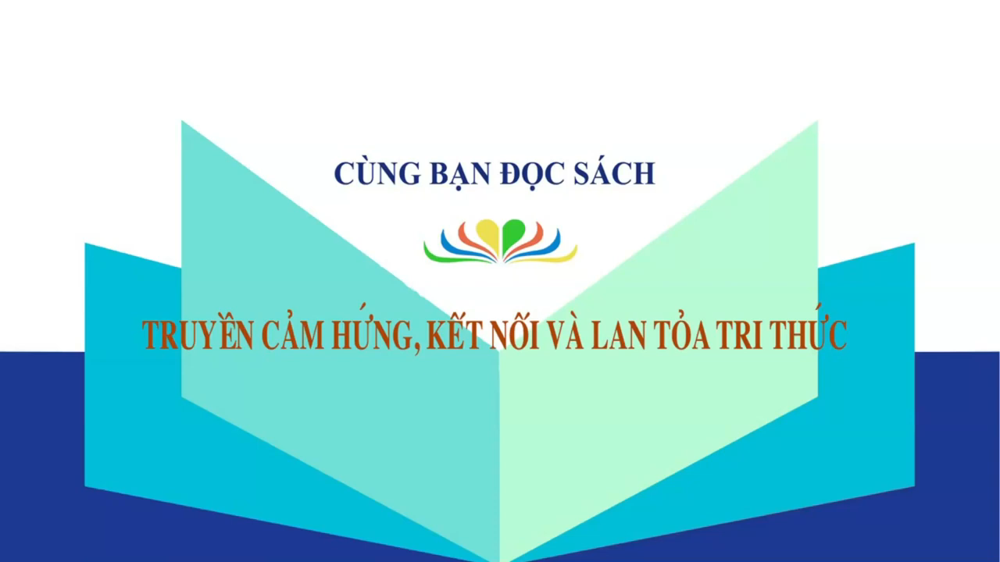 CÙNG BẠN ĐỌC SÁCH
TRUYỀN CẢM HỨNG, KẾT NỐI VÀ LAN TỎA TRI THỨC